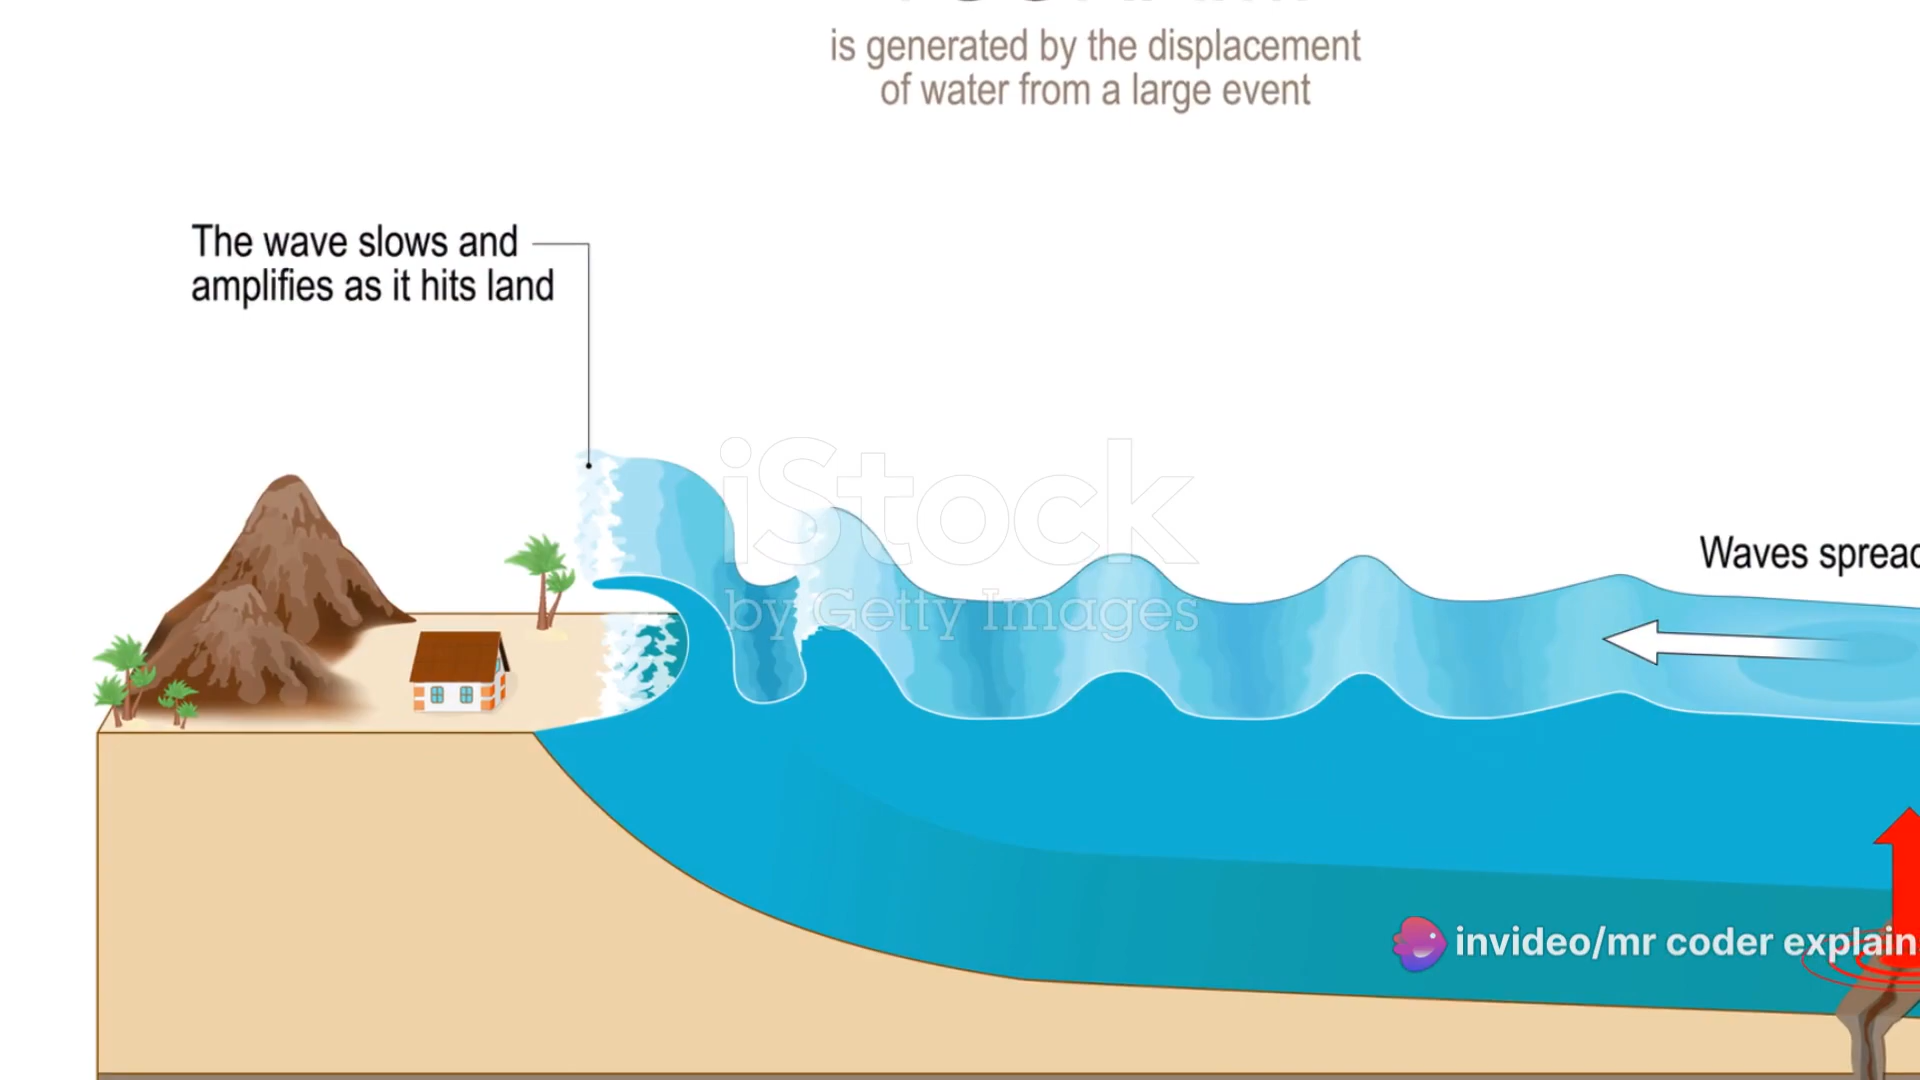 is generated by the displacement
of water from a large event
The wave slows and
amplifies as it hits land
iStock
by Getty Images
Waves spread
invideo/mr coder explain